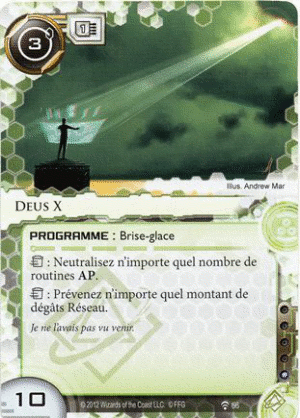 3
1
Illus. Andrew Mar
DEUS X
PROGRAMME : Brise-glace
: Neutralisez n'importe quel nombre de
routines AP.
: Prévenez n'importe quel montant de
dégâts Réseau.
Je ne l'avais pas vu venir.
10
© 2012 Wizards of the Coast LLC. © FFG